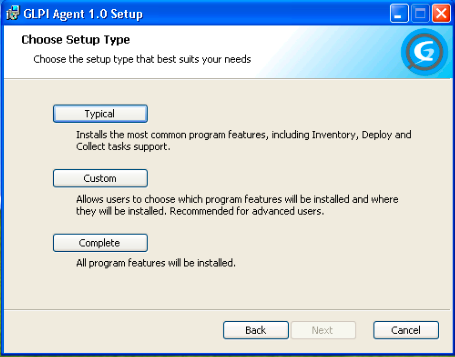 GLPI Agent 1.0 Setup
Choose Setup Type
Choose the setup type that best suits your needs
Typical
Installs the most common program features, including Inventory, Deploy and
Collect tasks support.
Custom
Allows users to choose which program features will be installed and where
they will be installed. Recommended for advanced users.
Complete
All program features will be installed.
Back Next Cancel